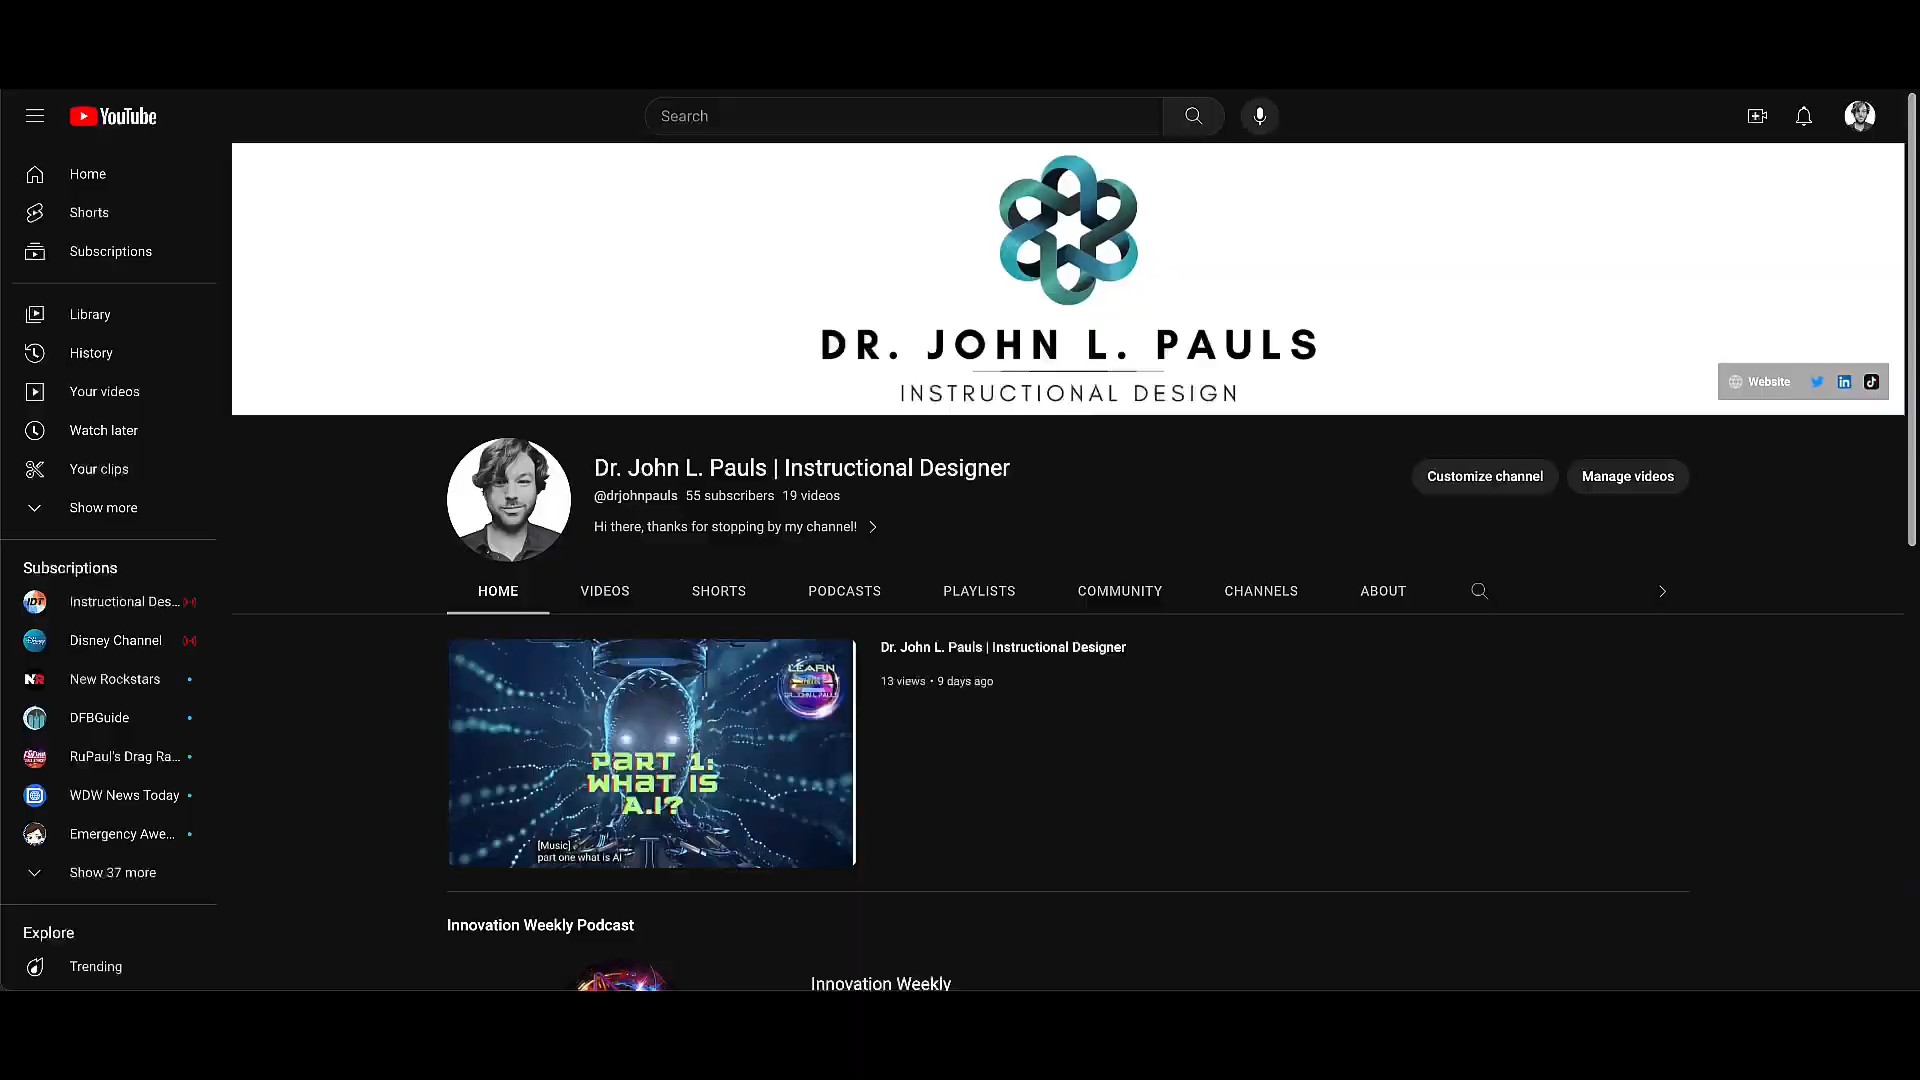 YouTube
Search
Home
Shorts
Subscriptions
Library
History
Your videos
Watch later
Your clips
Show more
Subscriptions
Instructional Des...
Disney Channel
New Rockstars
DFBGuide
RuPaul's Drag Ra...
WDW News Today
Emergency Awe...
Show 37 more
Explore
Trending
DR. JOHN L. PAULS
INSTRUCTIONAL DESIGN
Website
Dr. John L. Pauls | Instructional Designer
@drjohnpauls 55 subscribers 19 videos
Hi there, thanks for stopping by my channel!
Customize channel
Manage videos
HOME VIDEOS SHORTS PODCASTS PLAYLISTS COMMUNITY CHANNELS ABOUT
LEARN
DR. JOHN L. PAULS
PART 1:
WHAT IS
A.I?
[Music]
part one what is AI
Dr. John L. Pauls | Instructional Designer
13 views • 9 days ago
Innovation Weekly Podcast
Innovation Weekly